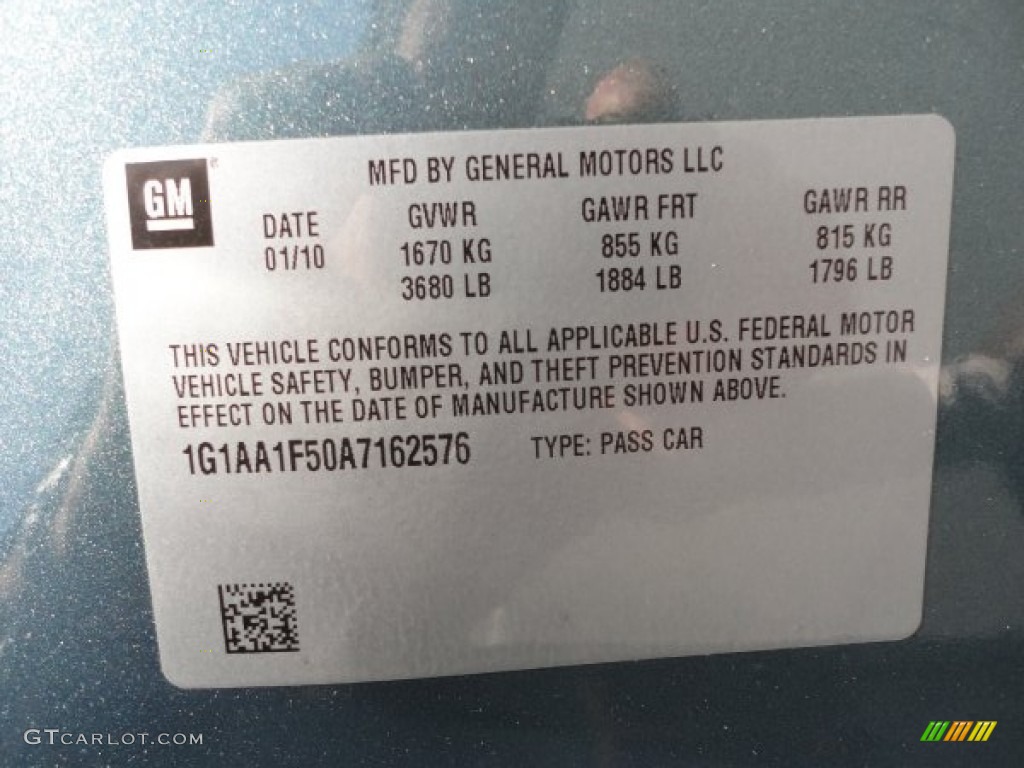 GM®
MFD BY GENERAL MOTORS LLC
DATE GVWR GAWR FRT GAWR RR
01/10 1670 KG 855 KG 815 KG
3680 LB 1884 LB 1796 LB
THIS VEHICLE CONFORMS TO ALL APPLICABLE U.S. FEDERAL MOTOR
VEHICLE SAFETY, BUMPER, AND THEFT PREVENTION STANDARDS IN
EFFECT ON THE DATE OF MANUFACTURE SHOWN ABOVE.
1G1AA1F50A7162576 TYPE: PASS CAR
GTCARLOT.COM